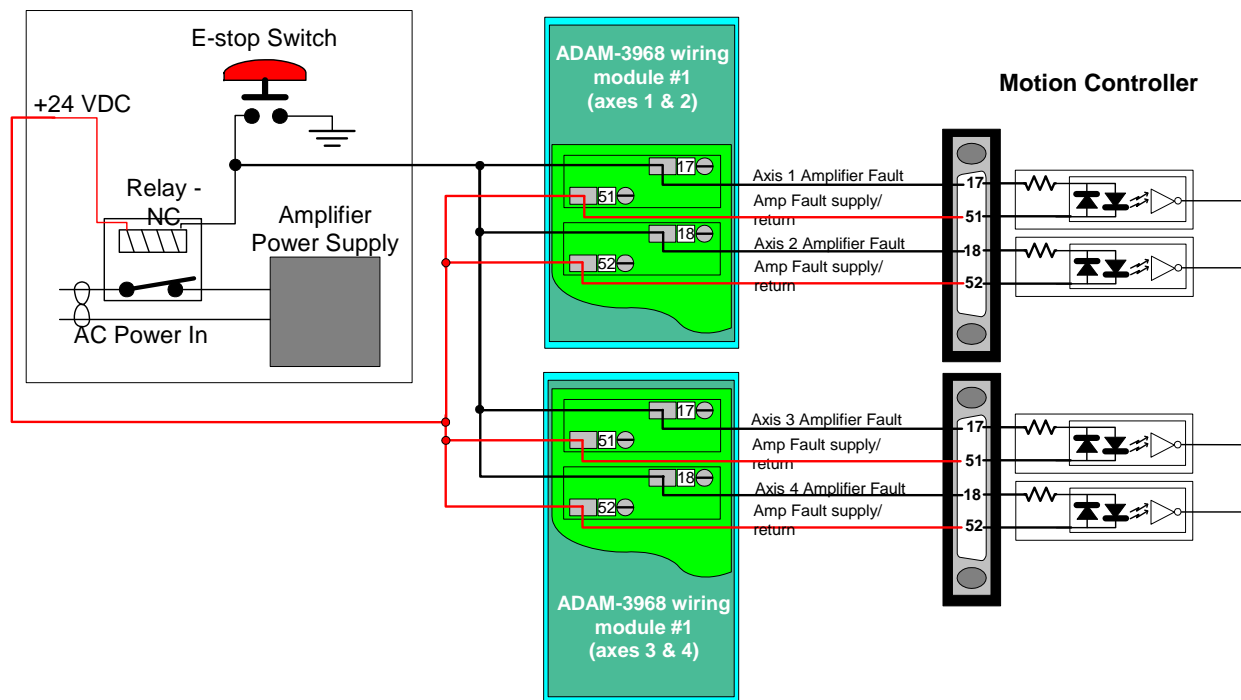 E-stop Switch
+24 VDC
Relay -
NC
Amplifier
Power Supply
AC Power In
ADAM-3968 wiring
module #1
(axes 1 & 2)
17
51
18
52
Axis 1 Amplifier Fault
Amp Fault supply/
return
Axis 2 Amplifier Fault
Amp Fault supply/
return
Motion Controller
17
51
18
52
17
51
18
52
ADAM-3968 wiring
module #1
(axes 3 & 4)
Axis 3 Amplifier Fault
Amp Fault supply/
return
Axis 4 Amplifier Fault
Amp Fault supply/
return
17
51
18
52